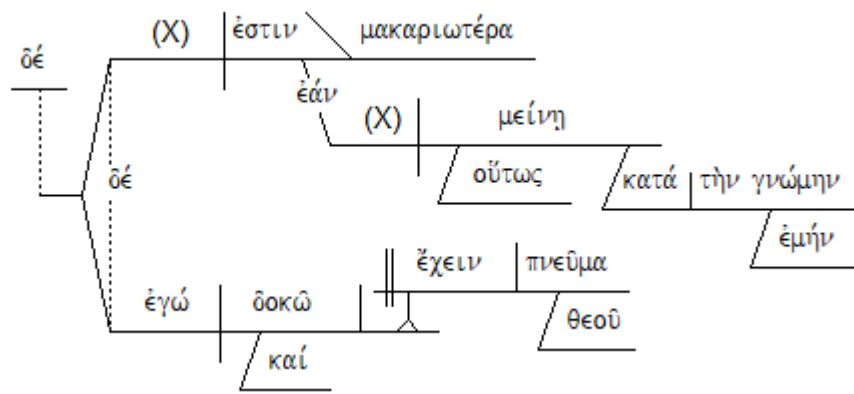 (X) ἐστιν μακαριωτέρα
δέ
ἐάν
(X) μείνῃ
δέ
οὕτως κατά τὴν γνώμην
ἐμήν
ἔχειν πνεῦμα
ἐγώ δοκῶ
θεοῦ
καί